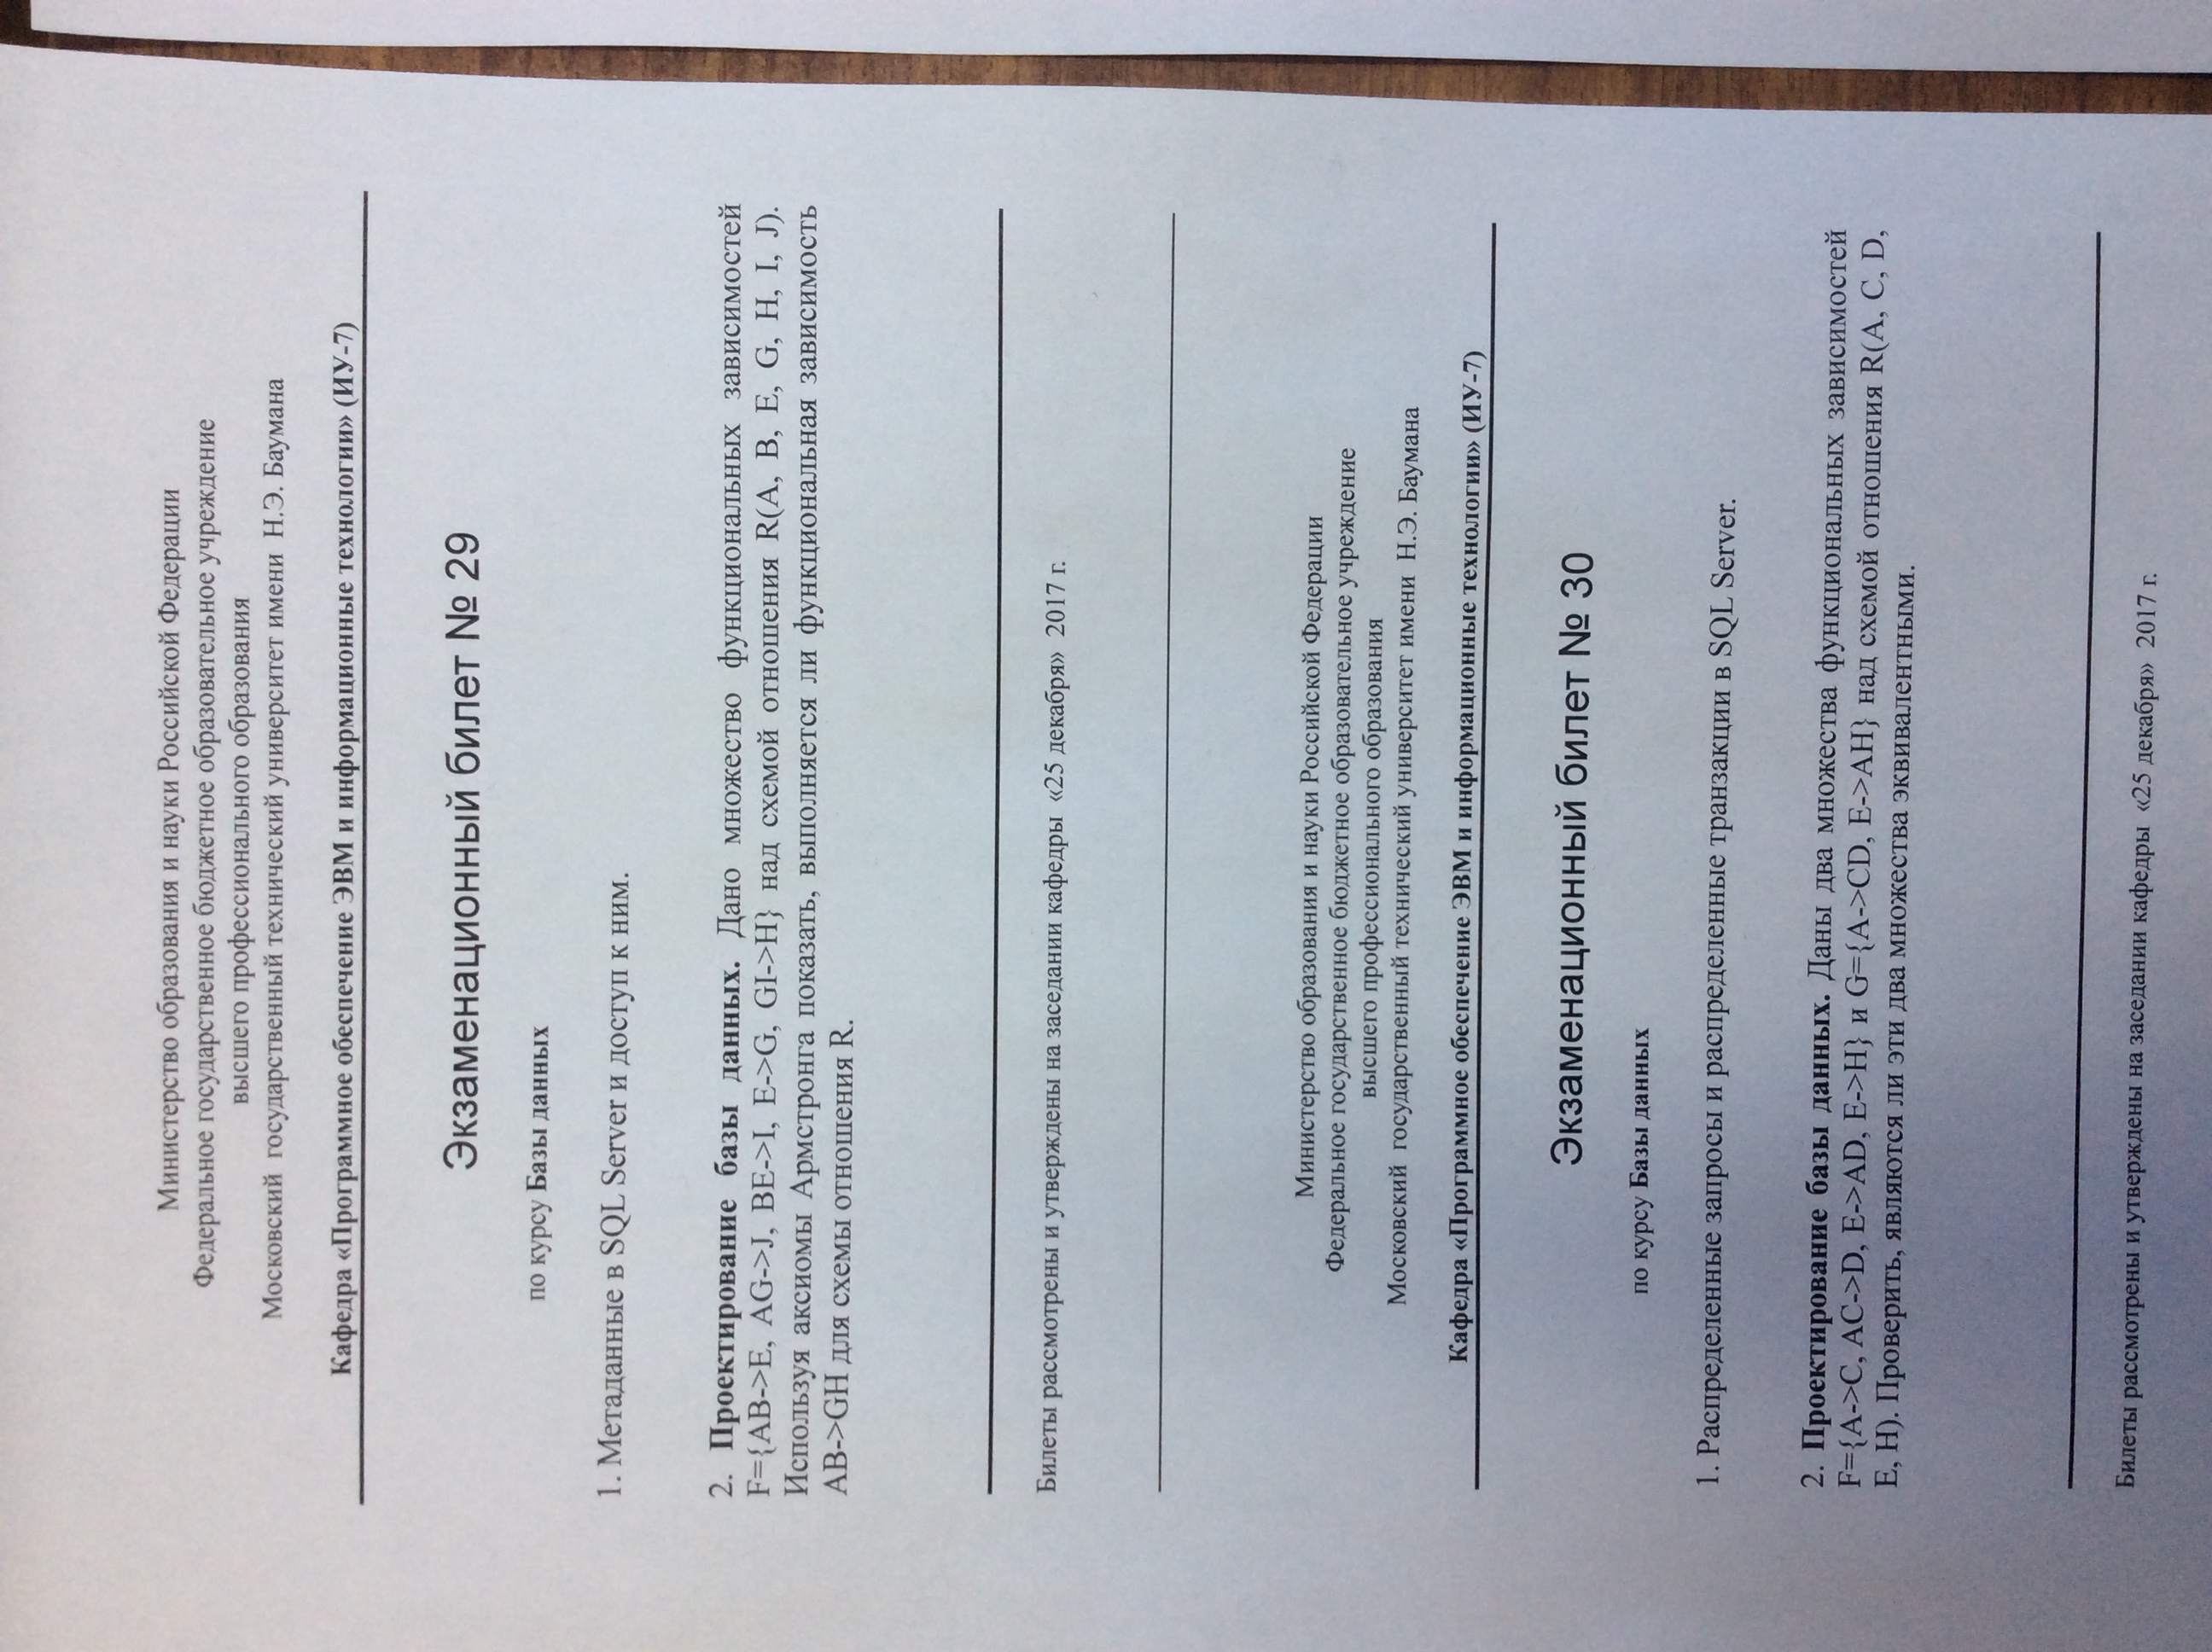 Министерство образования и науки Российской Федерации
Федеральное государственное бюджетное образовательное учреждение
высшего профессионального образования
Московский государственный технический университет имени Н.Э. Баумана
Кафедра «Программное обеспечение ЭВМ и информационные технологии» (ИУ-7)
Экзаменационный билет № 29
по курсу Базы данных
1. Метаданные в SQL Server и доступ к ним.
2. Проектирование базы данных. Дано множество функциональных зависимостей
F={AB->E, AG->J, BE->I, E->G, GI->H} над схемой отношения R(A, B, E, G, H, I, J).
Используя аксиомы Армстронга показать, выполняется ли функциональная зависимость
AB->GH для схемы отношения R.
Билеты рассмотрены и утверждены на заседании кафедры «25 декабря» 2017 г.
Министерство образования и науки Российской Федерации
Федеральное государственное бюджетное образовательное учреждение
высшего профессионального образования
Московский государственный технический университет имени Н.Э. Баумана
Кафедра «Программное обеспечение ЭВМ и информационные технологии» (ИУ-7)
Экзаменационный билет № 30
по курсу Базы данных
1. Распределенные запросы и распределенные транзакции в SQL Server.
2. Проектирование базы данных. Даны два множества функциональных зависимостей
F={A->C, AC->D, E->AD, E->H} и G={A->CD, E->AH} над схемой отношения R(A, C, D,
E, H). Проверить, являются ли эти два множества эквивалентными.
Билеты рассмотрены и утверждены на заседании кафедры «25 декабря» 2017 г.